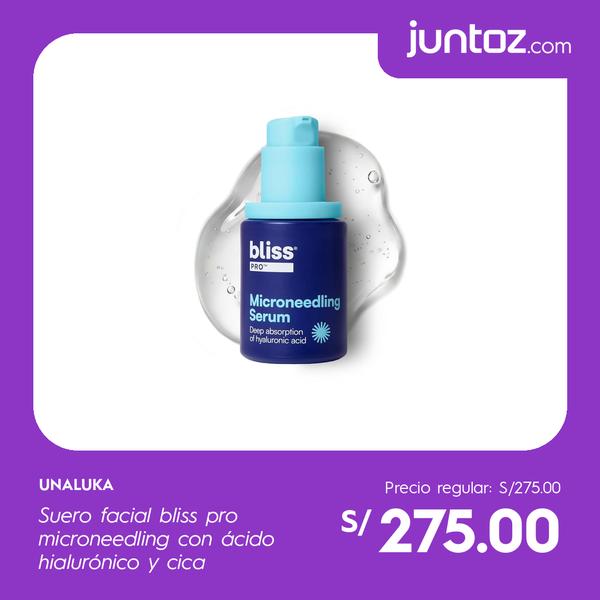 juntoz.com
bliss®
PRO™
Microneedling
Serum
Deep absorption
of hyaluronic acid
UNALUKA
Suero facial bliss pro
microneedling con ácido
hialurónico y cica
Precio regular: S/275.00
S/275.00